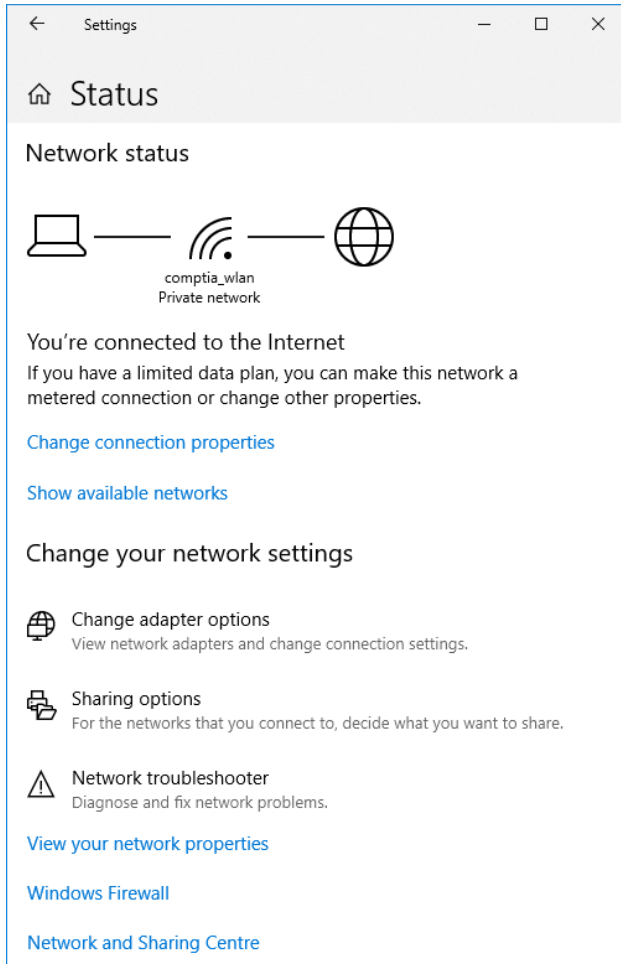 Settings
Status
Network status
comptia_wlan
Private network
You're connected to the Internet
If you have a limited data plan, you can make this network a
metered connection or change other properties.
Change connection properties
Show available networks
Change your network settings
Change adapter options
View network adapters and change connection settings.
Sharing options
For the networks that you connect to, decide what you want to share.
Network troubleshooter
Diagnose and fix network problems.
View your network properties
Windows Firewall
Network and Sharing Centre